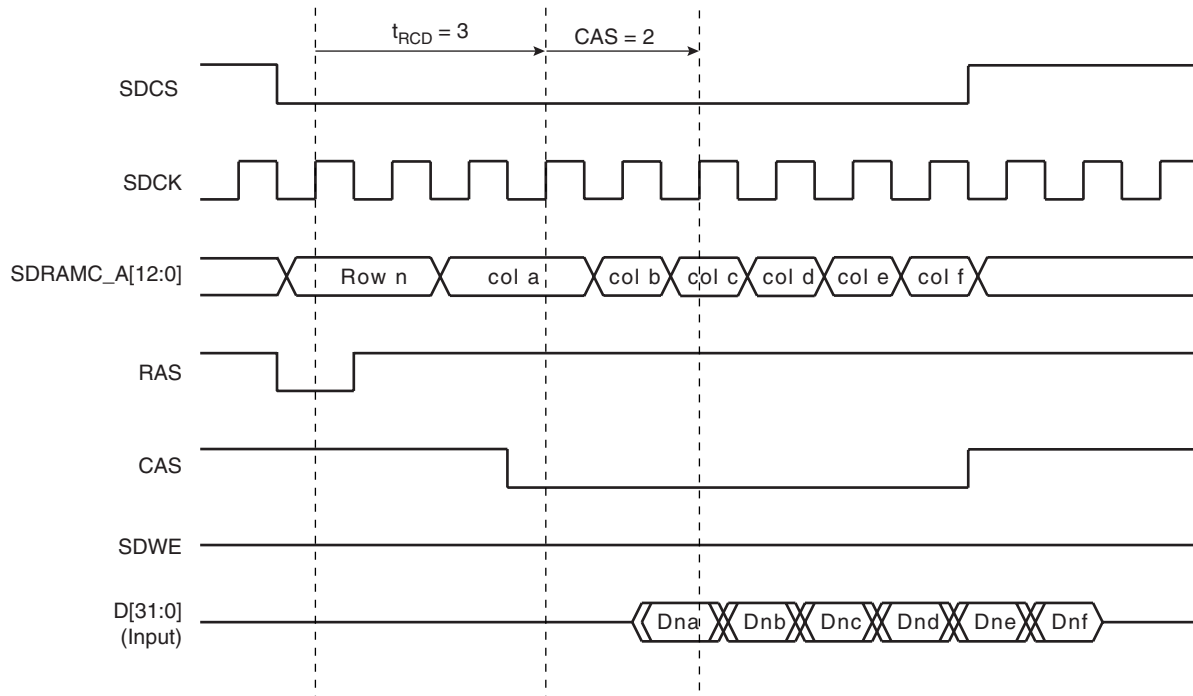 t_RCD = 3
CAS = 2
SDCS
SDCK
SDRAMC_A[12:0]
Row n
col a
col b
col c
col d
col e
col f
RAS
CAS
SDWE
D[31:0]
(Input)
Dna
Dnb
Dnc
Dnd
Dne
Dnf